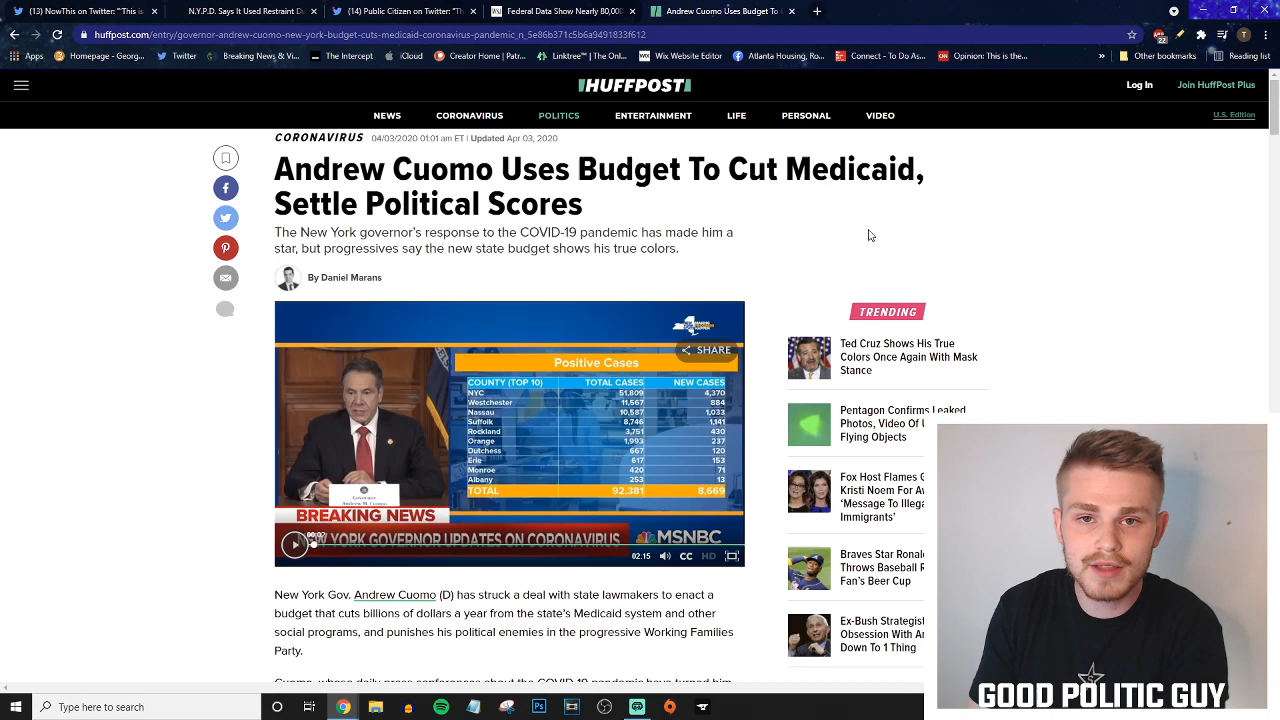 (13) NowThis on Twitter: "This is
N.Y.P.D. Says It Used Restraint Du
(14) Public Citizen on Twitter: "Th
WSJ Federal Data Show Nearly 80,000
Andrew Cuomo Uses Budget To C
huffpost.com/entry/governor-andrew-cuomo-new-york-budget-cuts-medicaid-coronavirus-pandemic_n_5e86b371c5b6a9491833f612
22
T
Apps
Homepage - Georg...
Twitter
Breaking News & Vi...
The Intercept
iCloud
Creator Home | Patr...
Linktree™ | The Onl...
WIX Wix Website Editor
Atlanta Housing, Ro...
Connect - To Do As...
Opinion: This is the...
»
Other bookmarks
Reading list
HUFFPOST
Log In
Join HuffPost Plus
NEWS CORONAVIRUS POLITICS ENTERTAINMENT LIFE PERSONAL VIDEO
U.S. Edition
CORONAVIRUS 04/03/2020 01:01 am ET | Updated Apr 03, 2020
Andrew Cuomo Uses Budget To Cut Medicaid,
Settle Political Scores
The New York governor's response to the COVID-19 pandemic has made him a
star, but progressives say the new state budget shows his true colors.
By Daniel Marans
SHARE
Positive Cases
COUNTY (TOP 10) TOTAL CASES NEW CASES
NYC 51,809 4,370
Westchester 11,567 884
Nassau 10,587 1,033
Suffolk 8,746 1,141
Rockland 3,751 430
Orange 1,993 237
Dutchess 667 120
Erie 617 153
Monroe 420 71
Albany 253 13
TOTAL 92,381 8,669
Governor
Andrew M. Cuomo
BREAKING NEWS
YORK GOVERNOR UPDATES ON CORONAVIRUS
MSNBC
02:15 CC HD
New York Gov. Andrew Cuomo (D) has struck a deal with state lawmakers to enact a
budget that cuts billions of dollars a year from the state's Medicaid system and other
social programs, and punishes his political enemies in the progressive Working Families
Party.
TRENDING
Ted Cruz Shows His True
Colors Once Again With Mask
Stance
Pentagon Confirms Leaked
Photos, Video Of U
Flying Objects
Fox Host Flames G
Kristi Noem For Av
'Message To Illega
Immigrants'
Braves Star Ronal
Throws Baseball R
Fan's Beer Cup
Ex-Bush Strategist
Obsession With An
Down To 1 Thing
Type here to search
GOOD POLITIC GUY